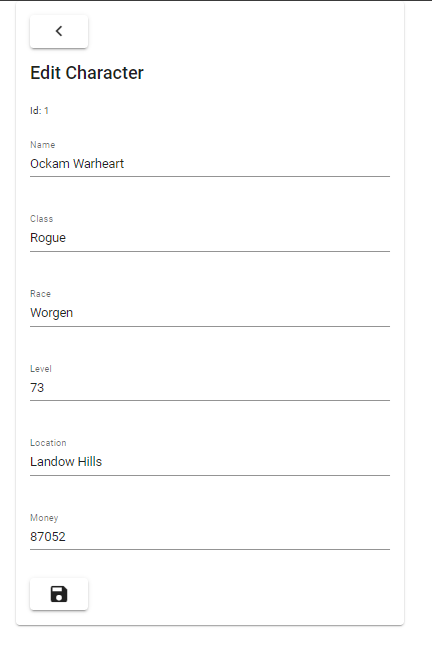 Edit Character
Id: 1
Name
Ockam Warheart
Class
Rogue
Race
Worgen
Level
73
Location
Landow Hills
Money
87052